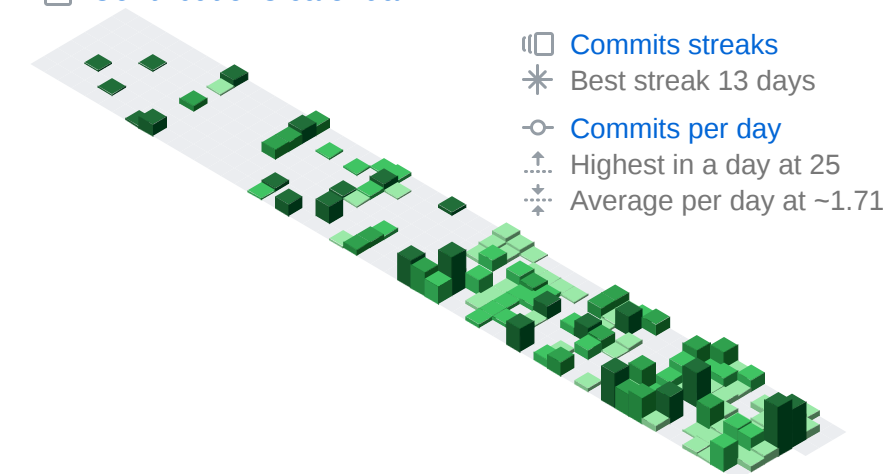 Commits streaks
Best streak 13 days
Commits per day
Highest in a day at 25
Average per day at ~1.71